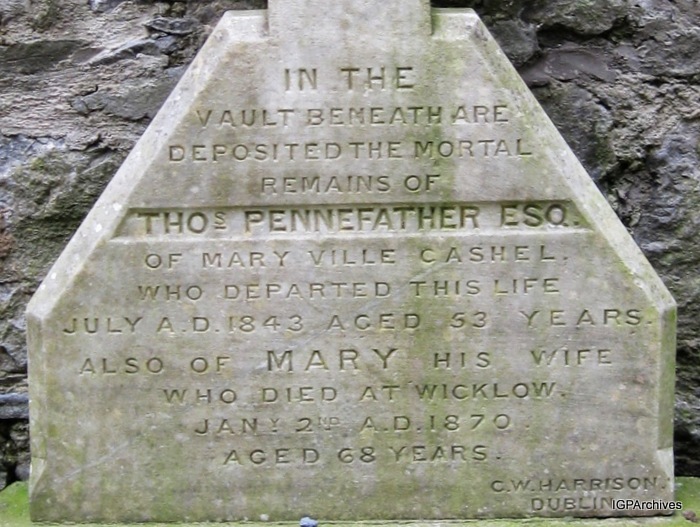 IN THE
VAULT BENEATH ARE
DEPOSITED THE MORTAL
REMAINS OF
THOS PENNEFATHER ESQ.
OF MARY VILLE CASHEL.
WHO DEPARTED THIS LIFE
JULY A.D. 1843 AGED 53 YEARS.
ALSO OF MARY HIS WIFE
WHO DIED AT WICKLOW.
JANY 2ND A.D. 1870.
AGED 68 YEARS.
C.W. HARRISON.
DUBLIN
IGPArchives